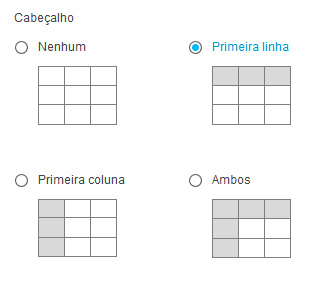 Cabeçalho
Nenhum
Primeira linha
Primeira coluna
Ambos